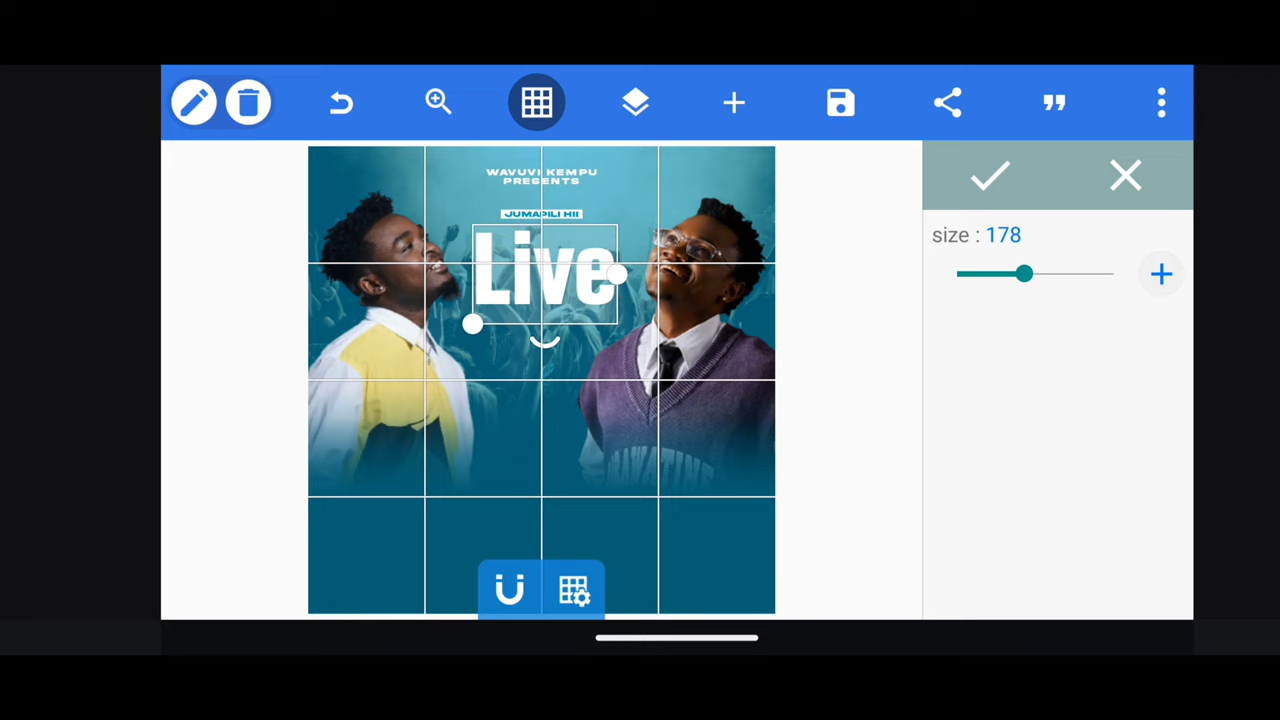 WAVUVI KEMPU
PRESENTS
JUMAPILI HII
Live
size : 178